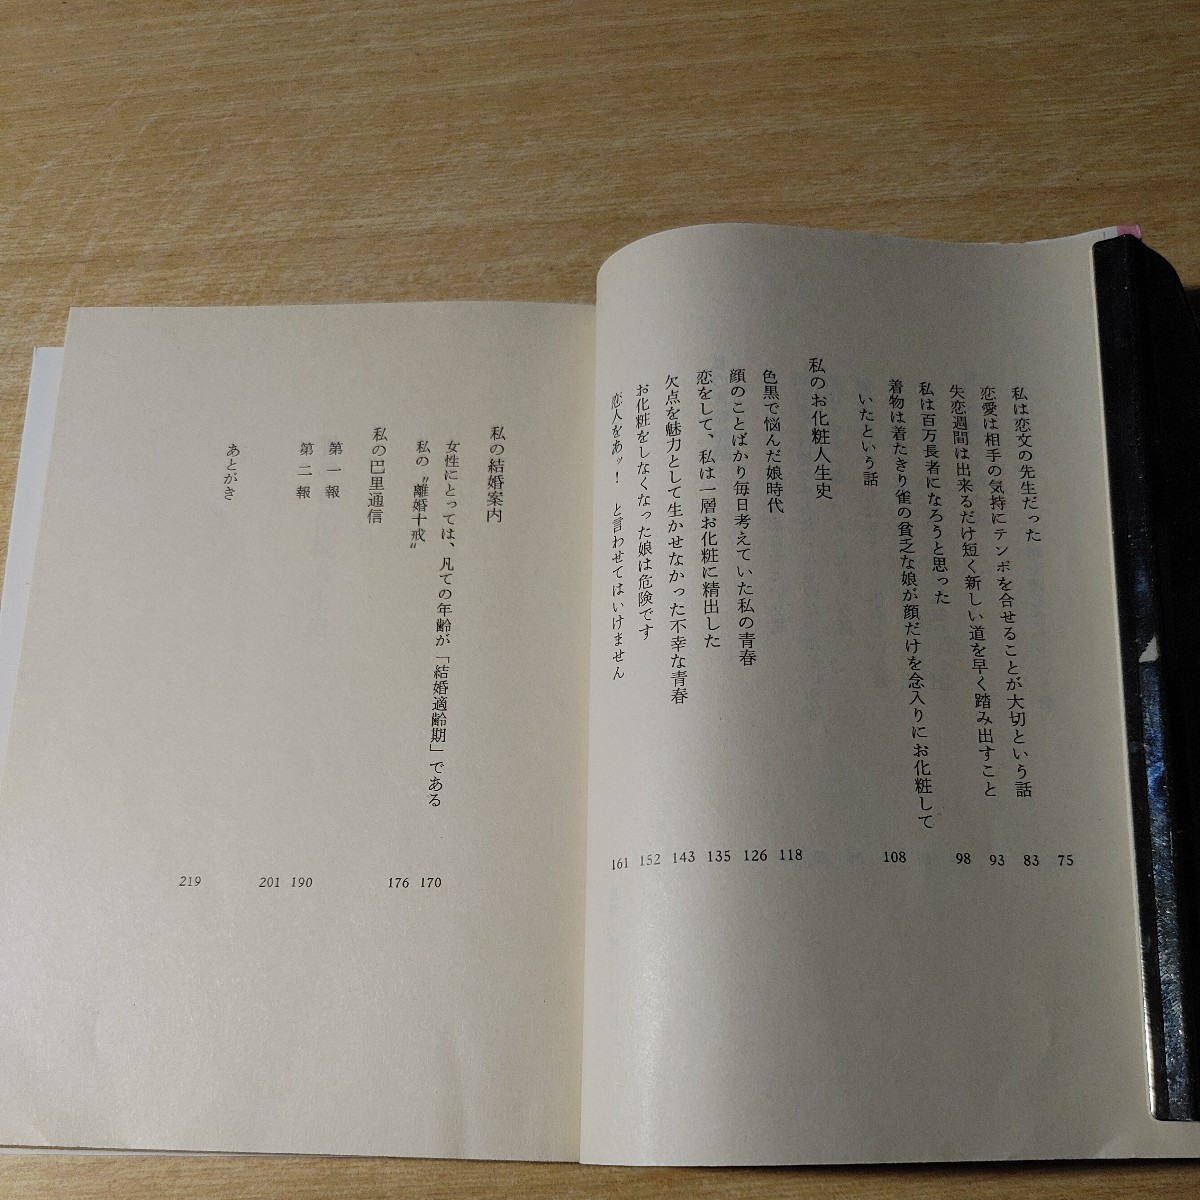 私は恋文の先生だった 75
恋愛は相手の気持にテンポを合せることが大切という話 83
失恋週間は出来るだけ短く新しい道を早く踏み出すこと 93
私は百万長者になろうと思った 98
着物は着たきり雀の貧乏な娘が顔だけを念入りにお化粧して
いたという話 108
私のお化粧人生史
色黒で悩んだ娘時代 118
顔のことばかり毎日考えていた私の青春 126
恋をして、私は一層お化粧に精出した 135
欠点を魅力として生かせなかった不幸な青春 143
お化粧をしなくなった娘は危険です 152
恋人をあッ! と言わせてはいけません 161
私の結婚案内
女性にとっては、凡ての年齢が「結婚適齢期」である 170
私の〝離婚十戒〟 176
私の巴里通信
第一報 190
第二報 201
あとがき 219